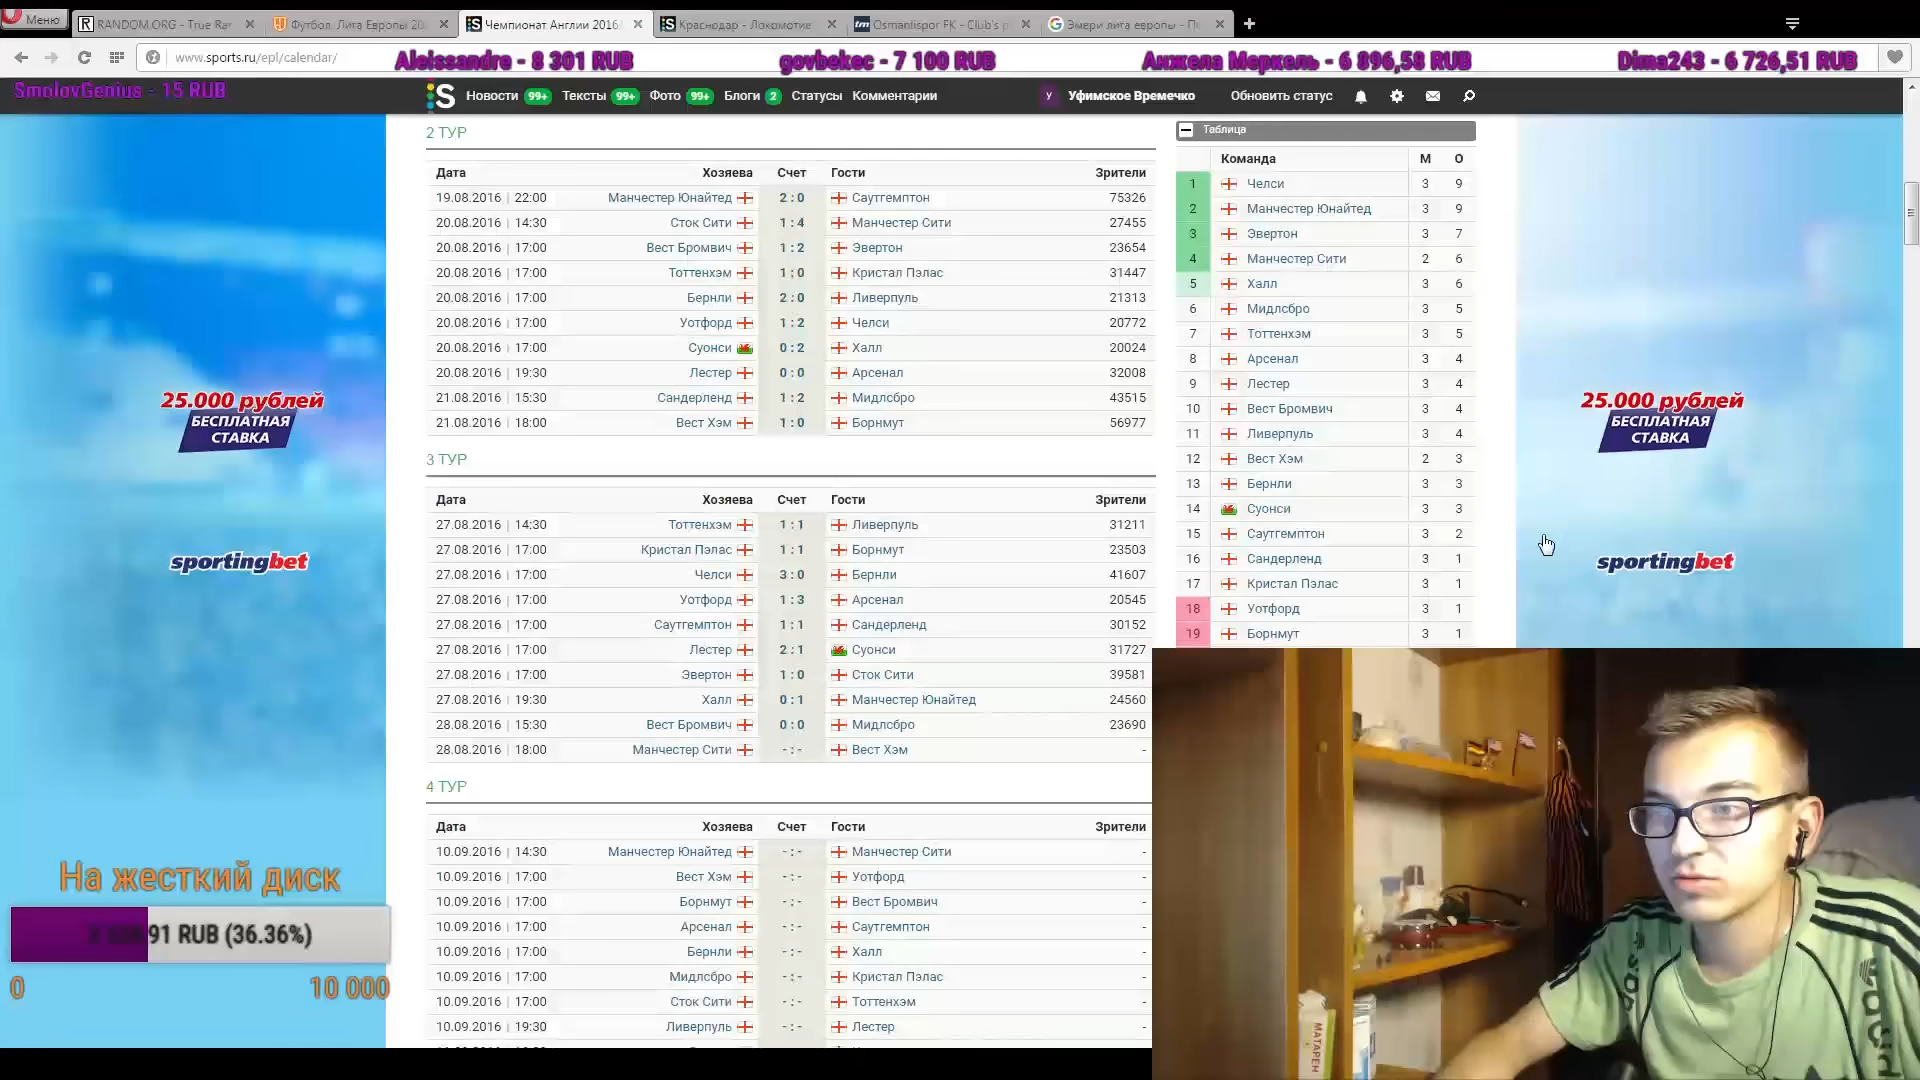 Меню
RANDOM.ORG - True Ra
Футбол. Лига Европы 20
Чемпионат Англии 2016/
Краснодар - Локомотив
Osmanlispor FK - Club's p
Эмери лига европы - П
www.sports.ru/epl/calendar/
Aleissandre - 8 301 RUB
govbekec - 7 100 RUB
Анжела Меркель - 6 896,58 RUB
Dima243 - 6 726,51 RUB
SmolovGenius - 15 RUB
S Новости 99+ Тексты 99+ Фото 99+ Блоги 2 Статусы Комментарии
У Уфимское Времечко Обновить статус
2 ТУР
Дата Хозяева Счет Гости Зрители
19.08.2016 | 22:00 Манчестер Юнайтед 2 : 0 Саутгемптон 75326
20.08.2016 | 14:30 Сток Сити 1 : 4 Манчестер Сити 27455
20.08.2016 | 17:00 Вест Бромвич 1 : 2 Эвертон 23654
20.08.2016 | 17:00 Тоттенхэм 1 : 0 Кристал Пэлас 31447
20.08.2016 | 17:00 Бернли 2 : 0 Ливерпуль 21313
20.08.2016 | 17:00 Уотфорд 1 : 2 Челси 20772
20.08.2016 | 17:00 Суонси 0 : 2 Халл 20024
20.08.2016 | 19:30 Лестер 0 : 0 Арсенал 32008
21.08.2016 | 15:30 Сандерленд 1 : 2 Мидлсбро 43515
21.08.2016 | 18:00 Вест Хэм 1 : 0 Борнмут 56977
3 ТУР
Дата Хозяева Счет Гости Зрители
27.08.2016 | 14:30 Тоттенхэм 1 : 1 Ливерпуль 31211
27.08.2016 | 17:00 Кристал Пэлас 1 : 1 Борнмут 23503
27.08.2016 | 17:00 Челси 3 : 0 Бернли 41607
27.08.2016 | 17:00 Уотфорд 1 : 3 Арсенал 20545
27.08.2016 | 17:00 Саутгемптон 1 : 1 Сандерленд 30152
27.08.2016 | 17:00 Лестер 2 : 1 Суонси 31727
27.08.2016 | 17:00 Эвертон 1 : 0 Сток Сити 39581
27.08.2016 | 19:30 Халл 0 : 1 Манчестер Юнайтед 24560
28.08.2016 | 15:30 Вест Бромвич 0 : 0 Мидлсбро 23690
28.08.2016 | 18:00 Манчестер Сити - : - Вест Хэм -
4 ТУР
Дата Хозяева Счет Гости Зрители
10.09.2016 | 14:30 Манчестер Юнайтед - : - Манчестер Сити -
10.09.2016 | 17:00 Вест Хэм - : - Уотфорд -
10.09.2016 | 17:00 Борнмут - : - Вест Бромвич -
10.09.2016 | 17:00 Арсенал - : - Саутгемптон -
10.09.2016 | 17:00 Бернли - : - Халл -
10.09.2016 | 17:00 Мидлсбро - : - Кристал Пэлас -
10.09.2016 | 17:00 Сток Сити - : - Тоттенхэм -
10.09.2016 | 19:30 Ливерпуль - : - Лестер -
Таблица
Команда М О
1 Челси 3 9
2 Манчестер Юнайтед 3 9
3 Эвертон 3 7
4 Манчестер Сити 2 6
5 Халл 3 6
6 Мидлсбро 3 5
7 Тоттенхэм 3 5
8 Арсенал 3 4
9 Лестер 3 4
10 Вест Бромвич 3 4
11 Ливерпуль 3 4
12 Вест Хэм 2 3
13 Бернли 3 3
14 Суонси 3 3
15 Саутгемптон 3 2
16 Сандерленд 3 1
17 Кристал Пэлас 3 1
18 Уотфорд 3 1
19 Борнмут 3 1
25.000 рублей
БЕСПЛАТНАЯ
СТАВКА
sportingbet
25.000 рублей
БЕСПЛАТНАЯ
СТАВКА
sportingbet
На жесткий диск
91 RUB (36.36%)
0 10 000
МАТАРЕН